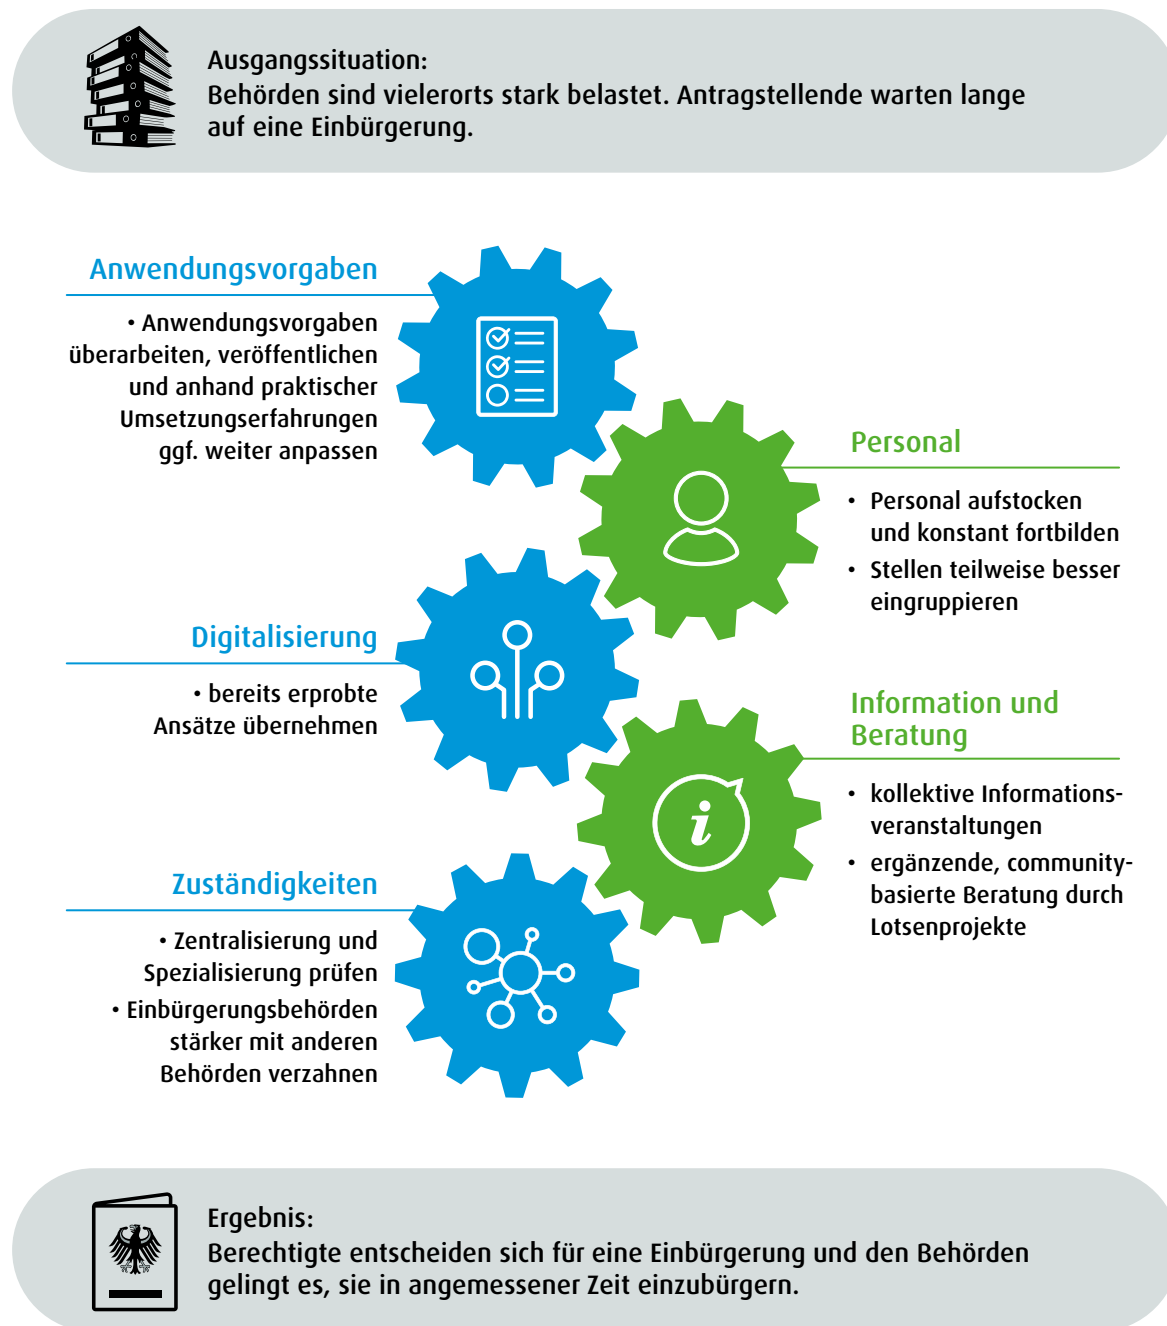 Ausgangssituation:
Behörden sind vielerorts stark belastet. Antragstellende warten lange
auf eine Einbürgerung.
Anwendungsvorgaben
• Anwendungsvorgaben
überarbeiten, veröffentlichen
und anhand praktischer
Umsetzungserfahrungen
ggf. weiter anpassen
Personal
• Personal aufstocken
und konstant fortbilden
• Stellen teilweise besser
eingruppieren
Digitalisierung
• bereits erprobte
Ansätze übernehmen
Information und
Beratung
• kollektive Informations-
veranstaltungen
• ergänzende, community-
basierte Beratung durch
Lotsenprojekte
Zuständigkeiten
• Zentralisierung und
Spezialisierung prüfen
• Einbürgerungsbehörden
stärker mit anderen
Behörden verzahnen
Ergebnis:
Berechtigte entscheiden sich für eine Einbürgerung und den Behörden
gelingt es, sie in angemessener Zeit einzubürgern.